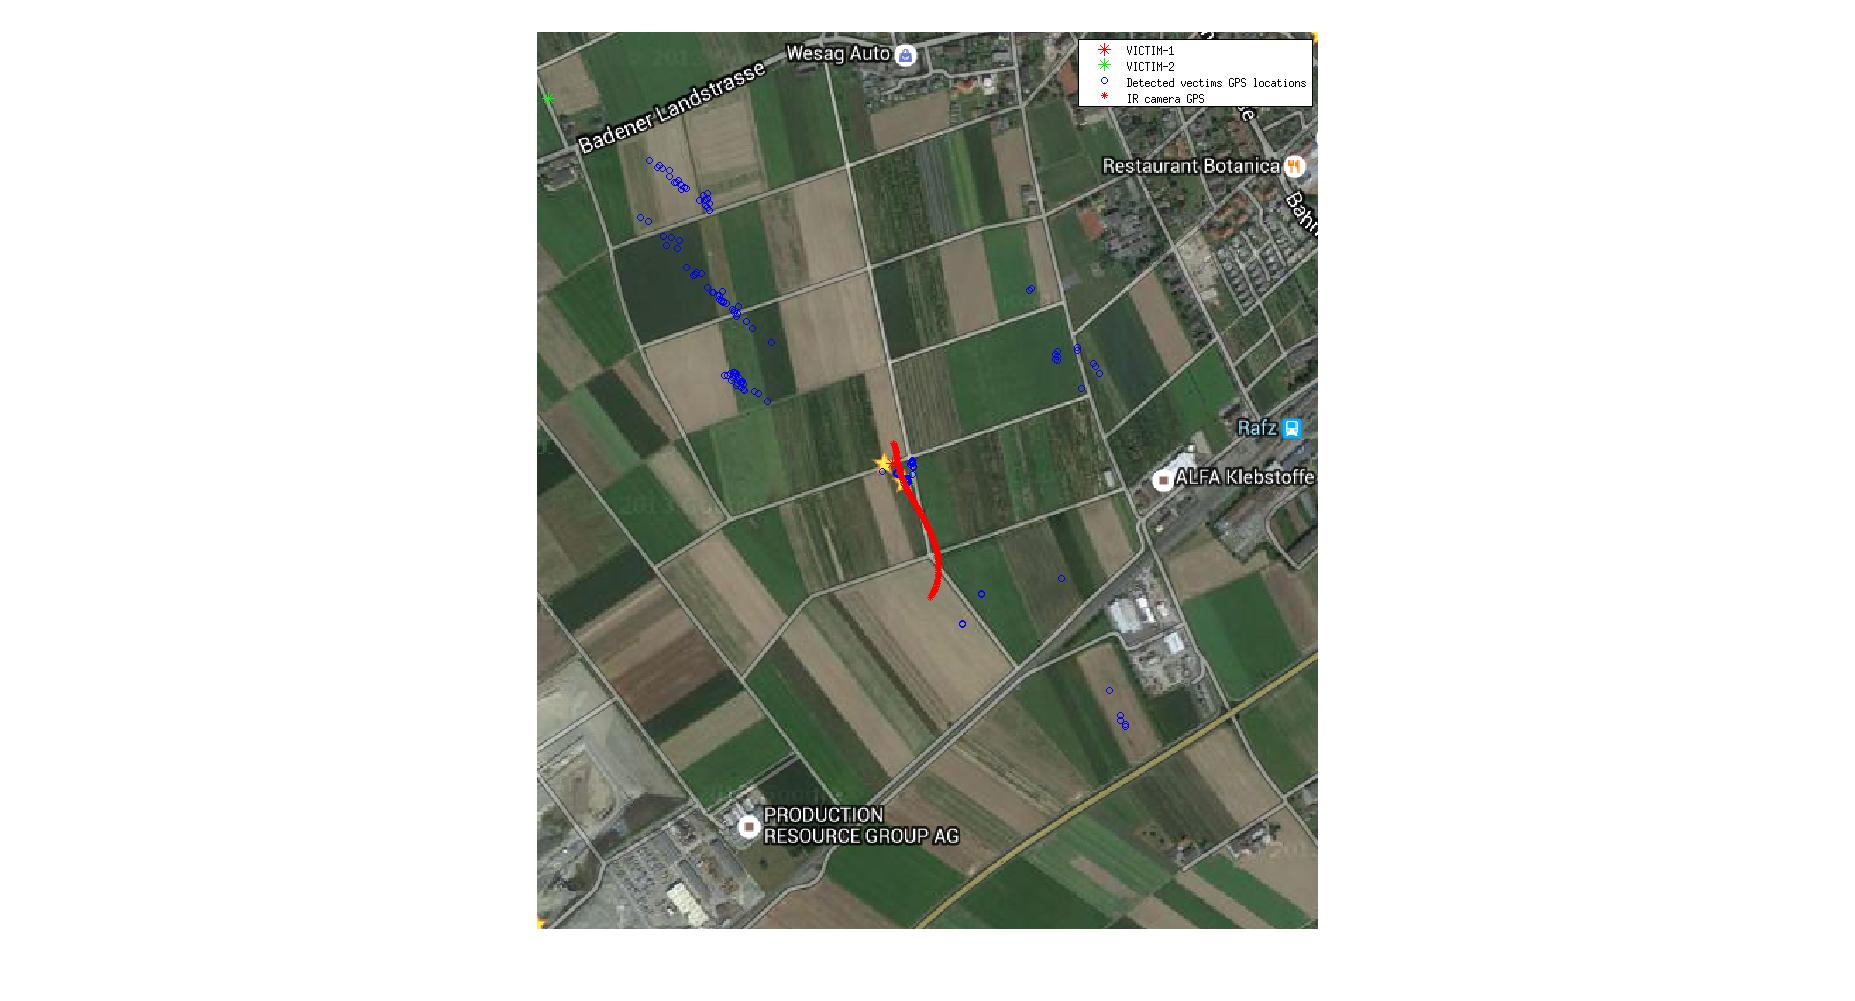 Wesag Auto
VICTIM-1
VICTIM-2
Detected vectims GPS locations
IR camera GPS
Badener Landstrasse
Restaurant Botanica
Rafz
ALFA Klebstoffe
PRODUCTION
RESOURCE GROUP AG